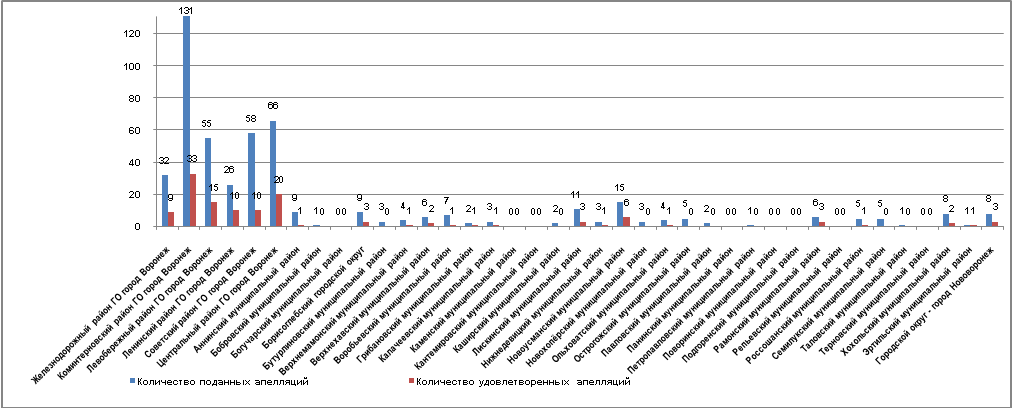 120
100
80
60
40
20
0
32 9
131 33
55 15
26 10
58 10
66 20
9 1
1 0
0 0
9 3
3 0
4 1
6 2
7 1
2 1
3 1
0 0
0 0
2 0
11 3
3 1
15 6
3 0
4 1
5 0
2 0
0 0
1 0
0 0
0 0
6 3
0 0
5 1
5 0
1 0
0 0
8 2
1 1
8 3
Железнодорожный район ГО город Воронеж
Коминтерновский район ГО город Воронеж
Левобережный район ГО город Воронеж
Ленинский район ГО город Воронеж
Советский район ГО город Воронеж
Центральный район ГО город Воронеж
Аннинский муниципальный район
Бобровский муниципальный район
Богучарский муниципальный район
Борисоглебский городской округ
Бутурлиновский муниципальный район
Верхнемамонский муниципальный район
Верхнехавский муниципальный район
Воробьевский муниципальный район
Грибановский муниципальный район
Калачеевский муниципальный район
Каменский муниципальный район
Кантемировский муниципальный район
Каширский муниципальный район
Лискинский муниципальный район
Нижнедевицкий муниципальный район
Новоусманский муниципальный район
Новохопёрский муниципальный район
Ольховатский муниципальный район
Острогожский муниципальный район
Павловский муниципальный район
Панинский муниципальный район
Петропавловский муниципальный район
Поворинский муниципальный район
Подгоренский муниципальный район
Рамонский муниципальный район
Репьевский муниципальный район
Россошанский муниципальный район
Семилукский муниципальный район
Таловский муниципальный район
Терновский муниципальный район
Хохольский муниципальный район
Эртильский муниципальный район
Городской округ - город Нововоронеж
Количество поданных апелляций
Количество удовлетворенных апелляций